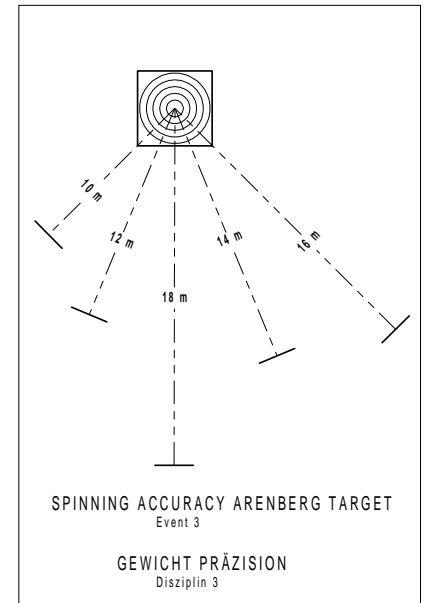 10 m
12 m
14 m
16 m
18 m
SPINNING ACCURACY ARENBERG TARGET
Event 3
GEWICHT PRÄZISION
Disziplin 3